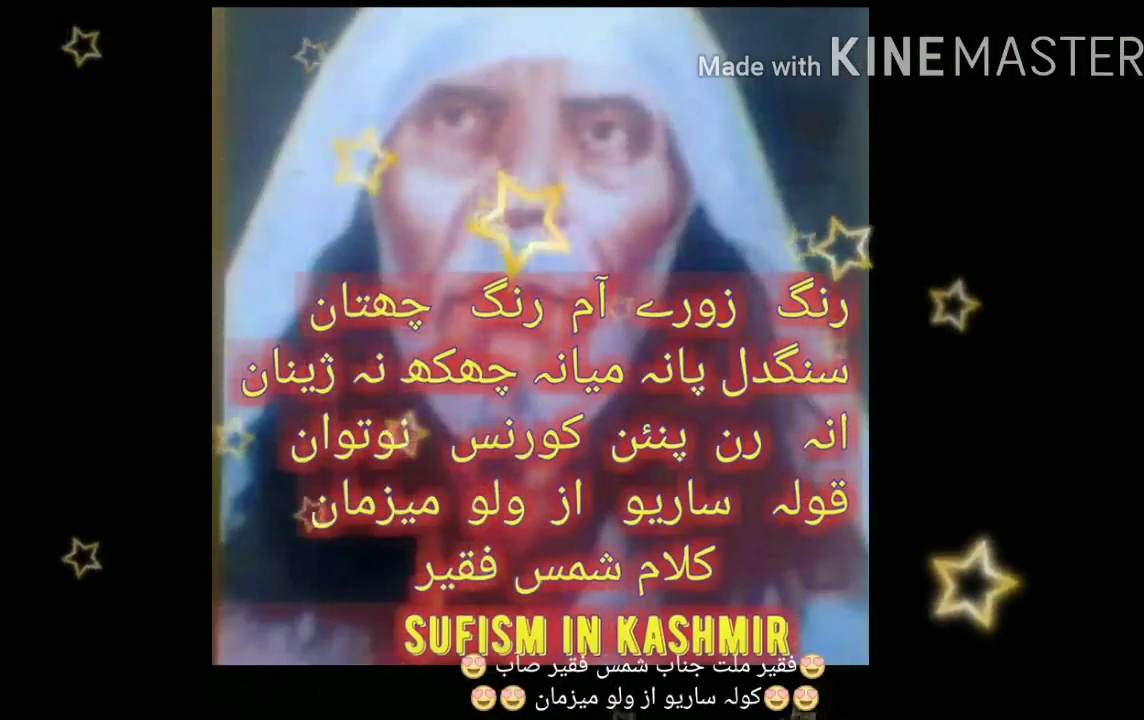 Made with KINEMASTER
رنگ زورے آم رنگ چھتان
سنگدل پانہ میانہ چھکھ نہ ژینان
انہ رن پنئن کورنس نوتوان
قولہ ساریو از ولو میزمان
کلام شمس فقیر
SUFISM IN KASHMIR
😍فقیر ملت جناب شمس فقیر صاب 😍
😍😍کولہ ساریو از ولو میزمان 😍😍